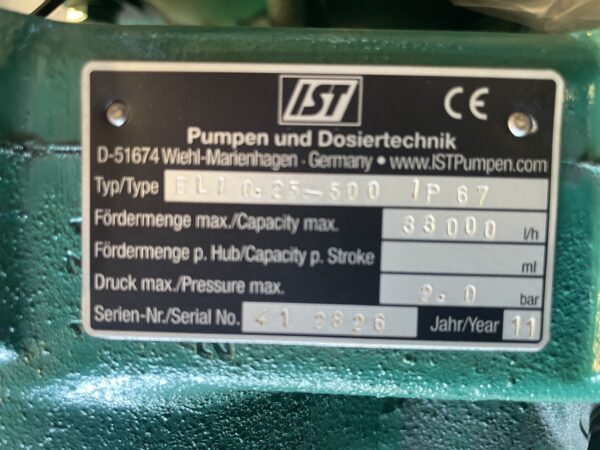 IST
CE
Pumpen und Dosiertechnik
D-51674 Wiehl-Marienhagen · Germany • www.ISTPumpen.com
Typ/Type 0.25-500 IP 67
Fördermenge max./Capacity max. 33000 l/h
Fördermenge p. Hub/Capacity p. Stroke ml
Druck max./Pressure max. 2.0 bar
Serien-Nr./Serial No. 41 2826 Jahr/Year 11